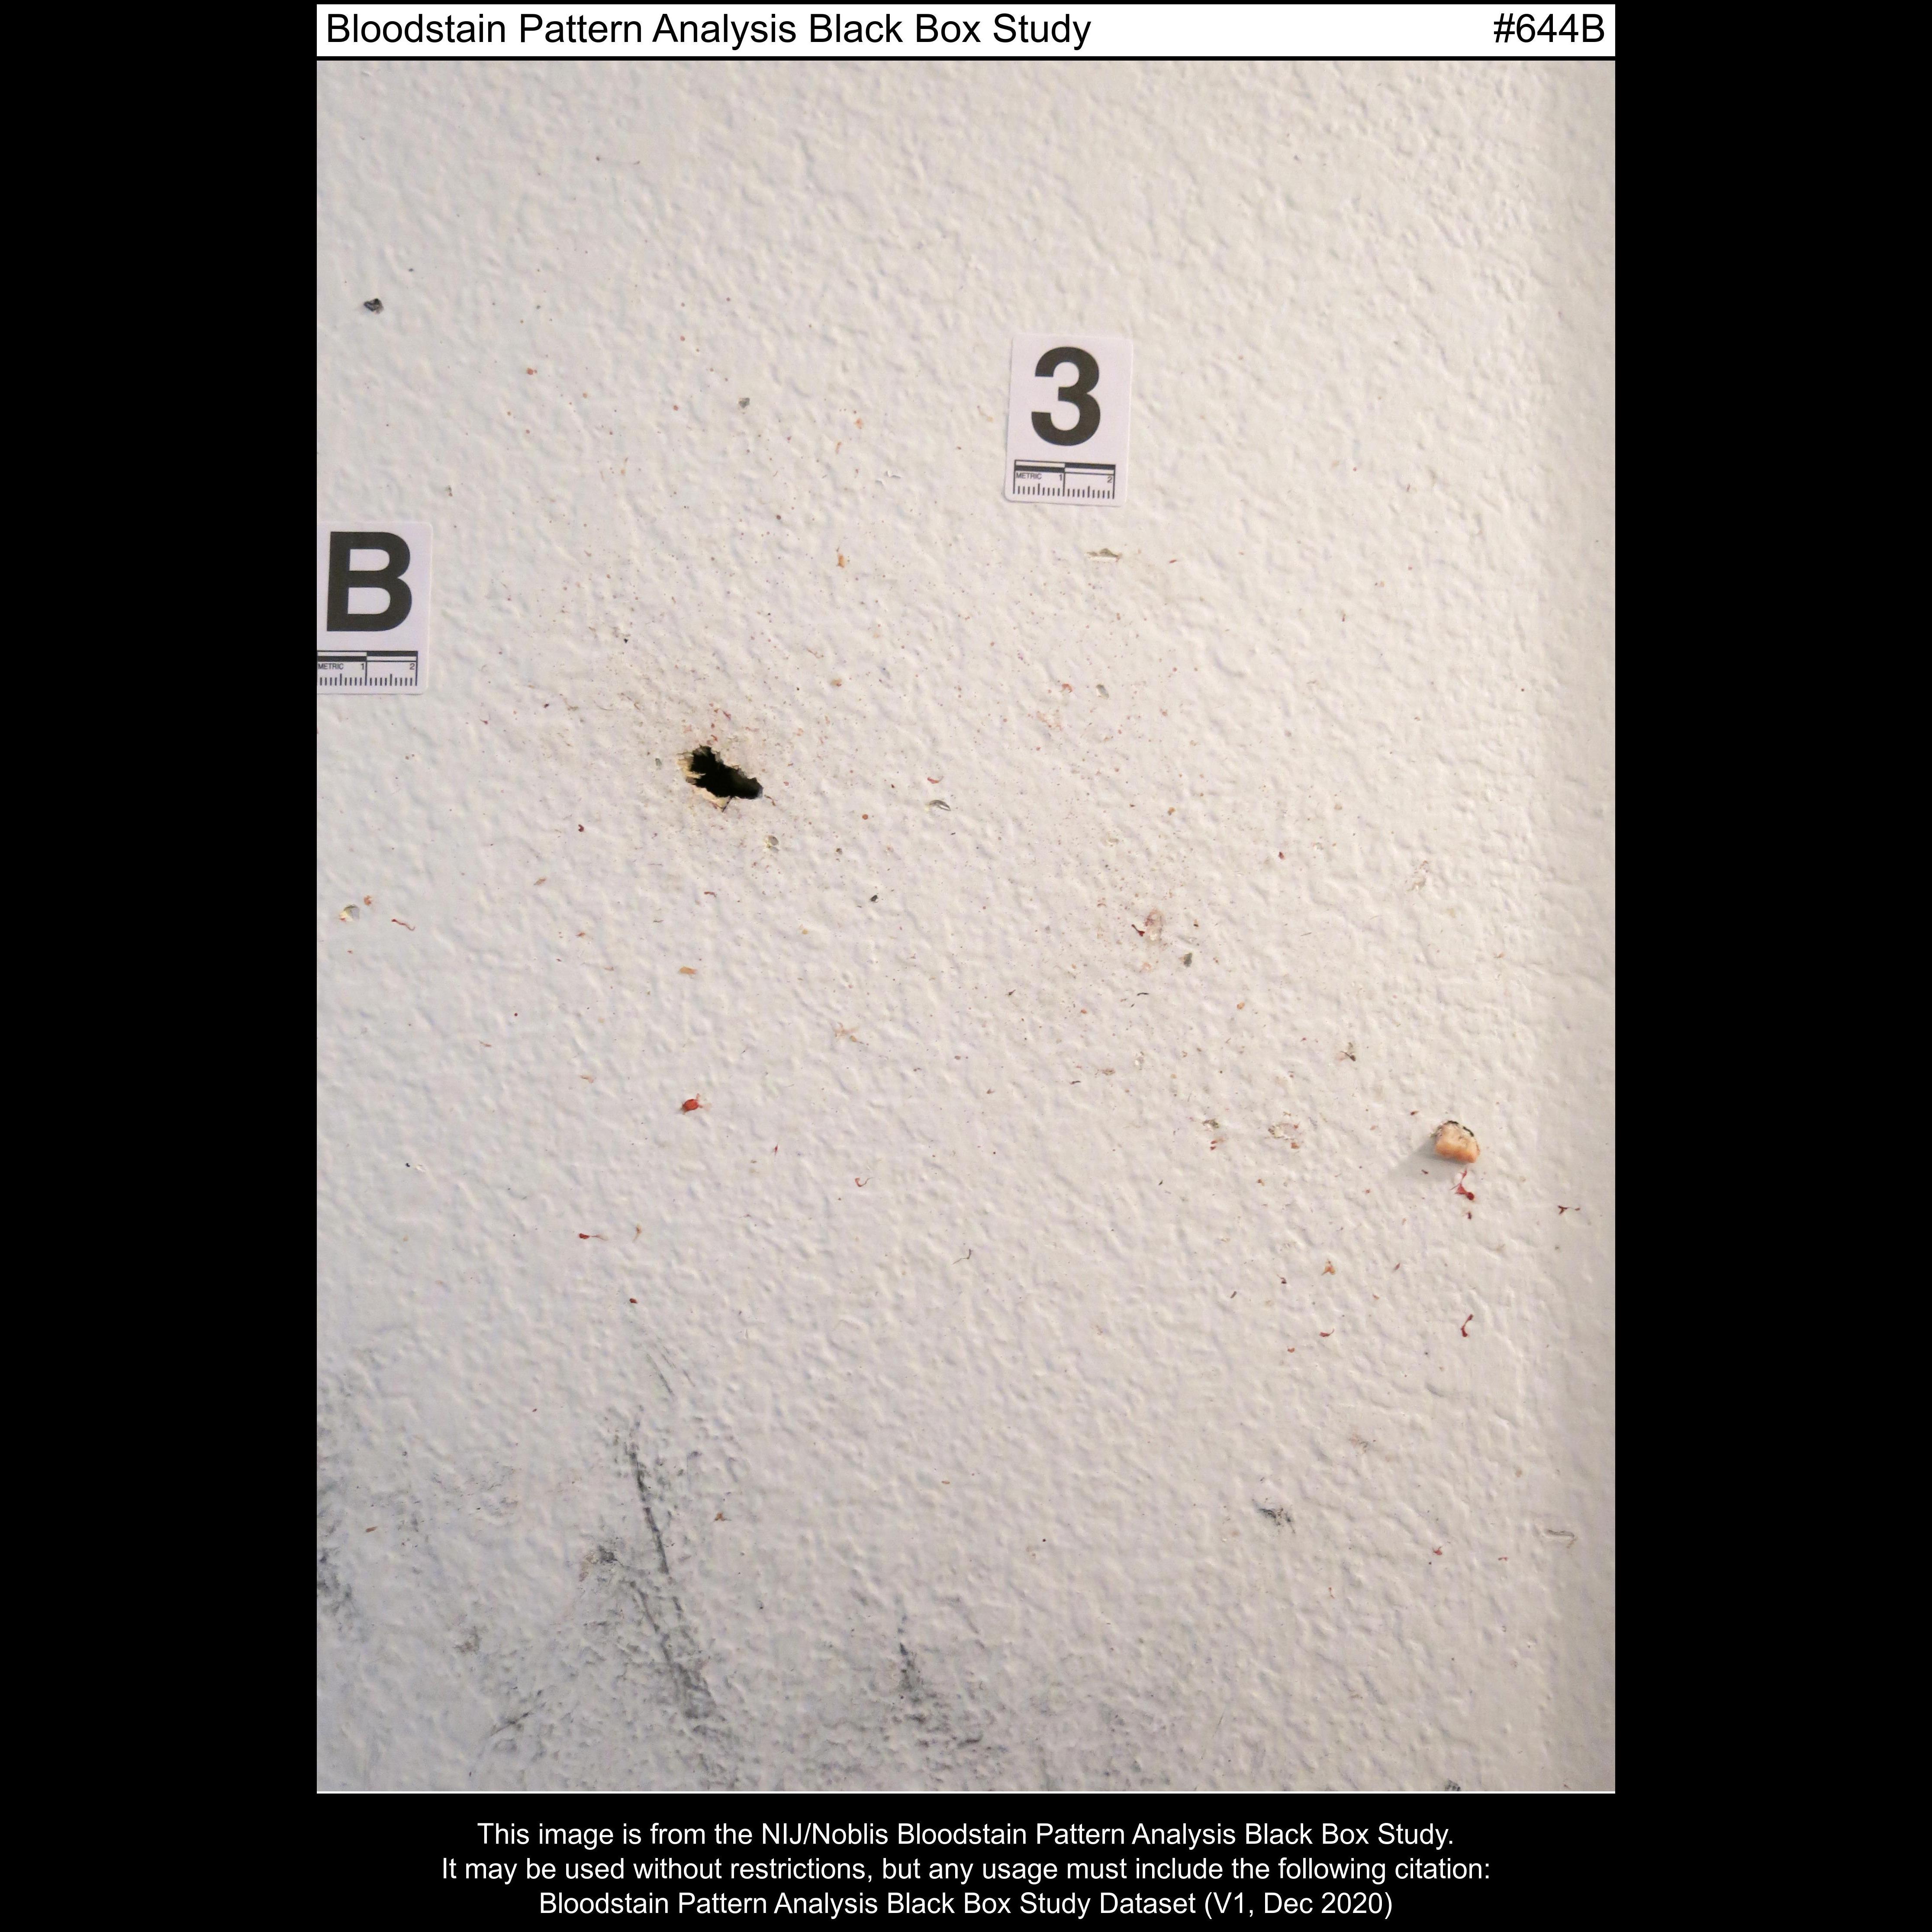 Bloodstain Pattern Analysis Black Box Study #644B
3
METRIC 1 2
B
METRIC 1 2
This image is from the NIJ/Noblis Bloodstain Pattern Analysis Black Box Study.
It may be used without restrictions, but any usage must include the following citation:
Bloodstain Pattern Analysis Black Box Study Dataset (V1, Dec 2020)